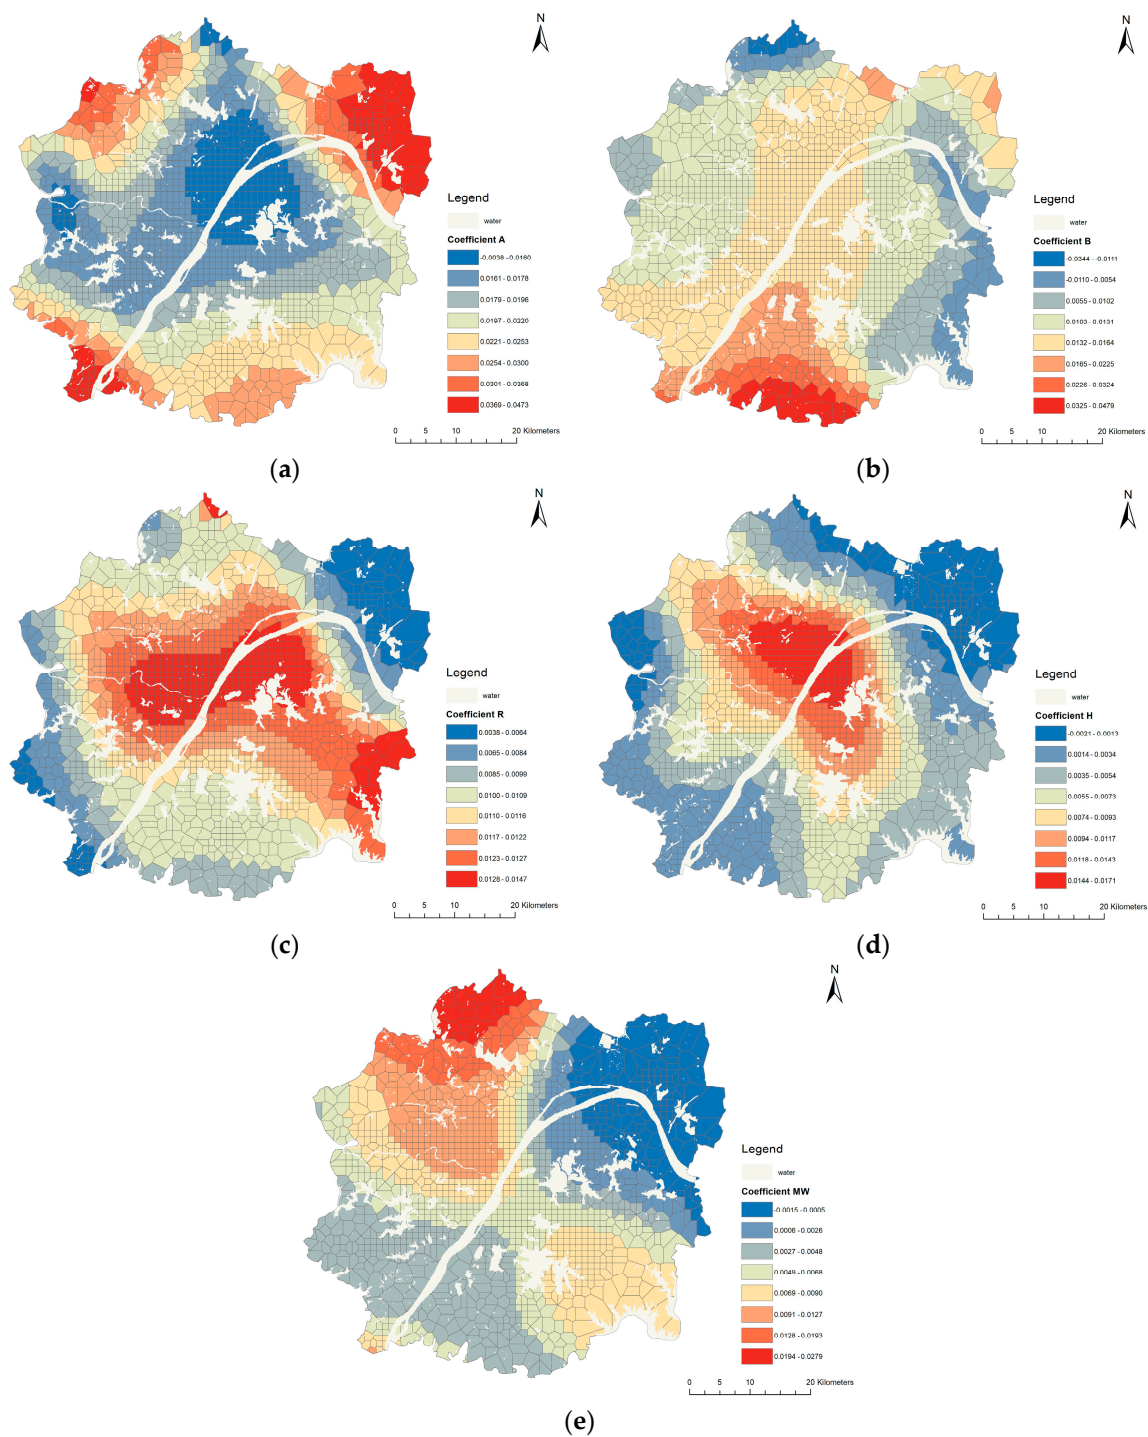 N
Legend
water
Coefficient A
-0.0038 - 0.0160
0.0161 - 0.0178
0.0179 - 0.0196
0.0197 - 0.0220
0.0221 - 0.0253
0.0254 - 0.0300
0.0301 - 0.0368
0.0369 - 0.0473
0 5 10 20 Kilometers
(a)
N
Legend
water
Coefficient B
-0.0344 - -0.0111
-0.0110 - 0.0054
0.0055 - 0.0102
0.0103 - 0.0131
0.0132 - 0.0164
0.0165 - 0.0225
0.0226 - 0.0324
0.0325 - 0.0479
0 5 10 20 Kilometers
(b)
N
Legend
water
Coefficient R
0.0038 - 0.0064
0.0065 - 0.0084
0.0085 - 0.0099
0.0100 - 0.0109
0.0110 - 0.0116
0.0117 - 0.0122
0.0123 - 0.0127
0.0128 - 0.0147
0 5 10 20 Kilometers
(c)
N
Legend
water
Coefficient H
-0.0021 - 0.0013
0.0014 - 0.0034
0.0035 - 0.0054
0.0055 - 0.0073
0.0074 - 0.0093
0.0094 - 0.0117
0.0118 - 0.0143
0.0144 - 0.0171
0 5 10 20 Kilometers
(d)
N
Legend
water
Coefficient MW
-0.0015 - 0.0005
0.0006 - 0.0026
0.0027 - 0.0048
0.0049 - 0.0068
0.0069 - 0.0090
0.0091 - 0.0127
0.0128 - 0.0193
0.0194 - 0.0279
0 5 10 20 Kilometers
(e)